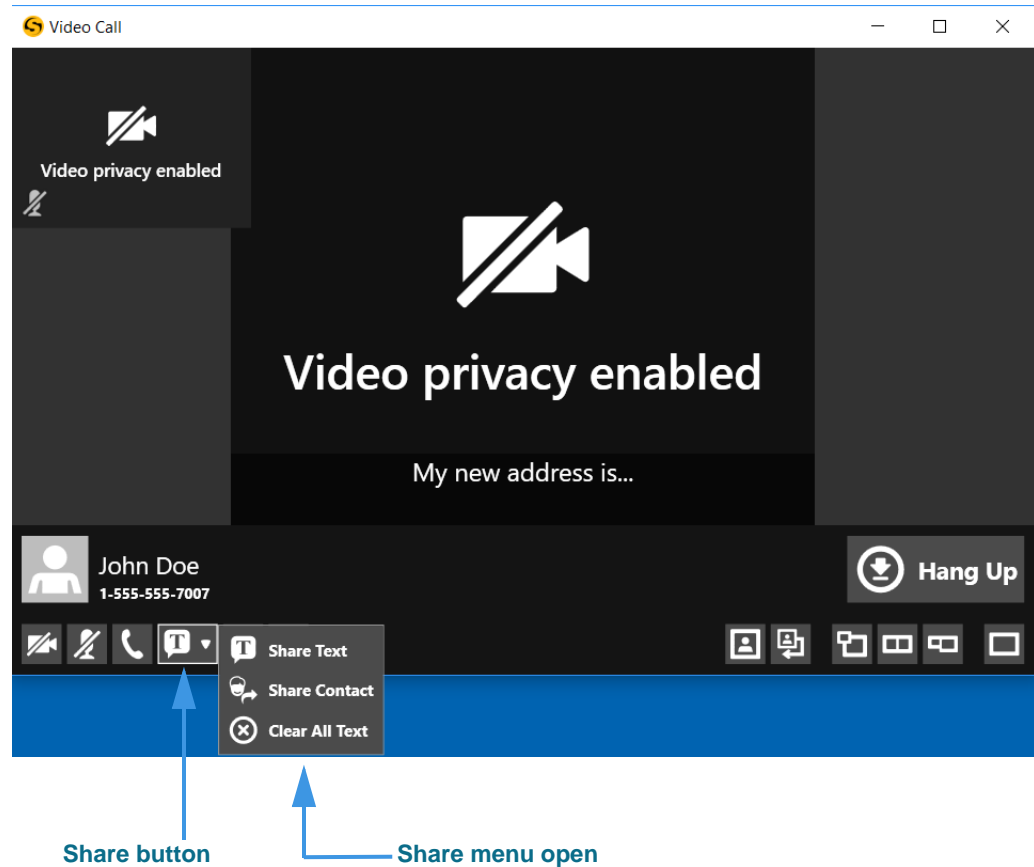 Video Call
Video privacy enabled
Video privacy enabled
My new address is...
John Doe
1-555-555-7007
Hang Up
T
T Share Text
Share Contact
Clear All Text
Share button
Share menu open